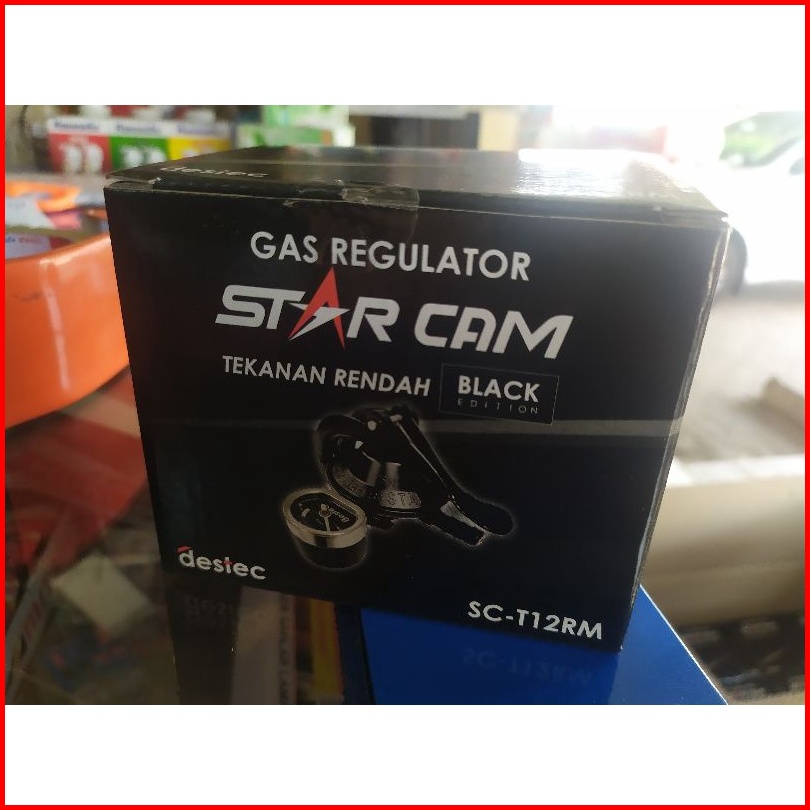 destec
GAS REGULATOR
STAR CAM
TEKANAN RENDAH
BLACK
EDITION
destec
SC-T12RM